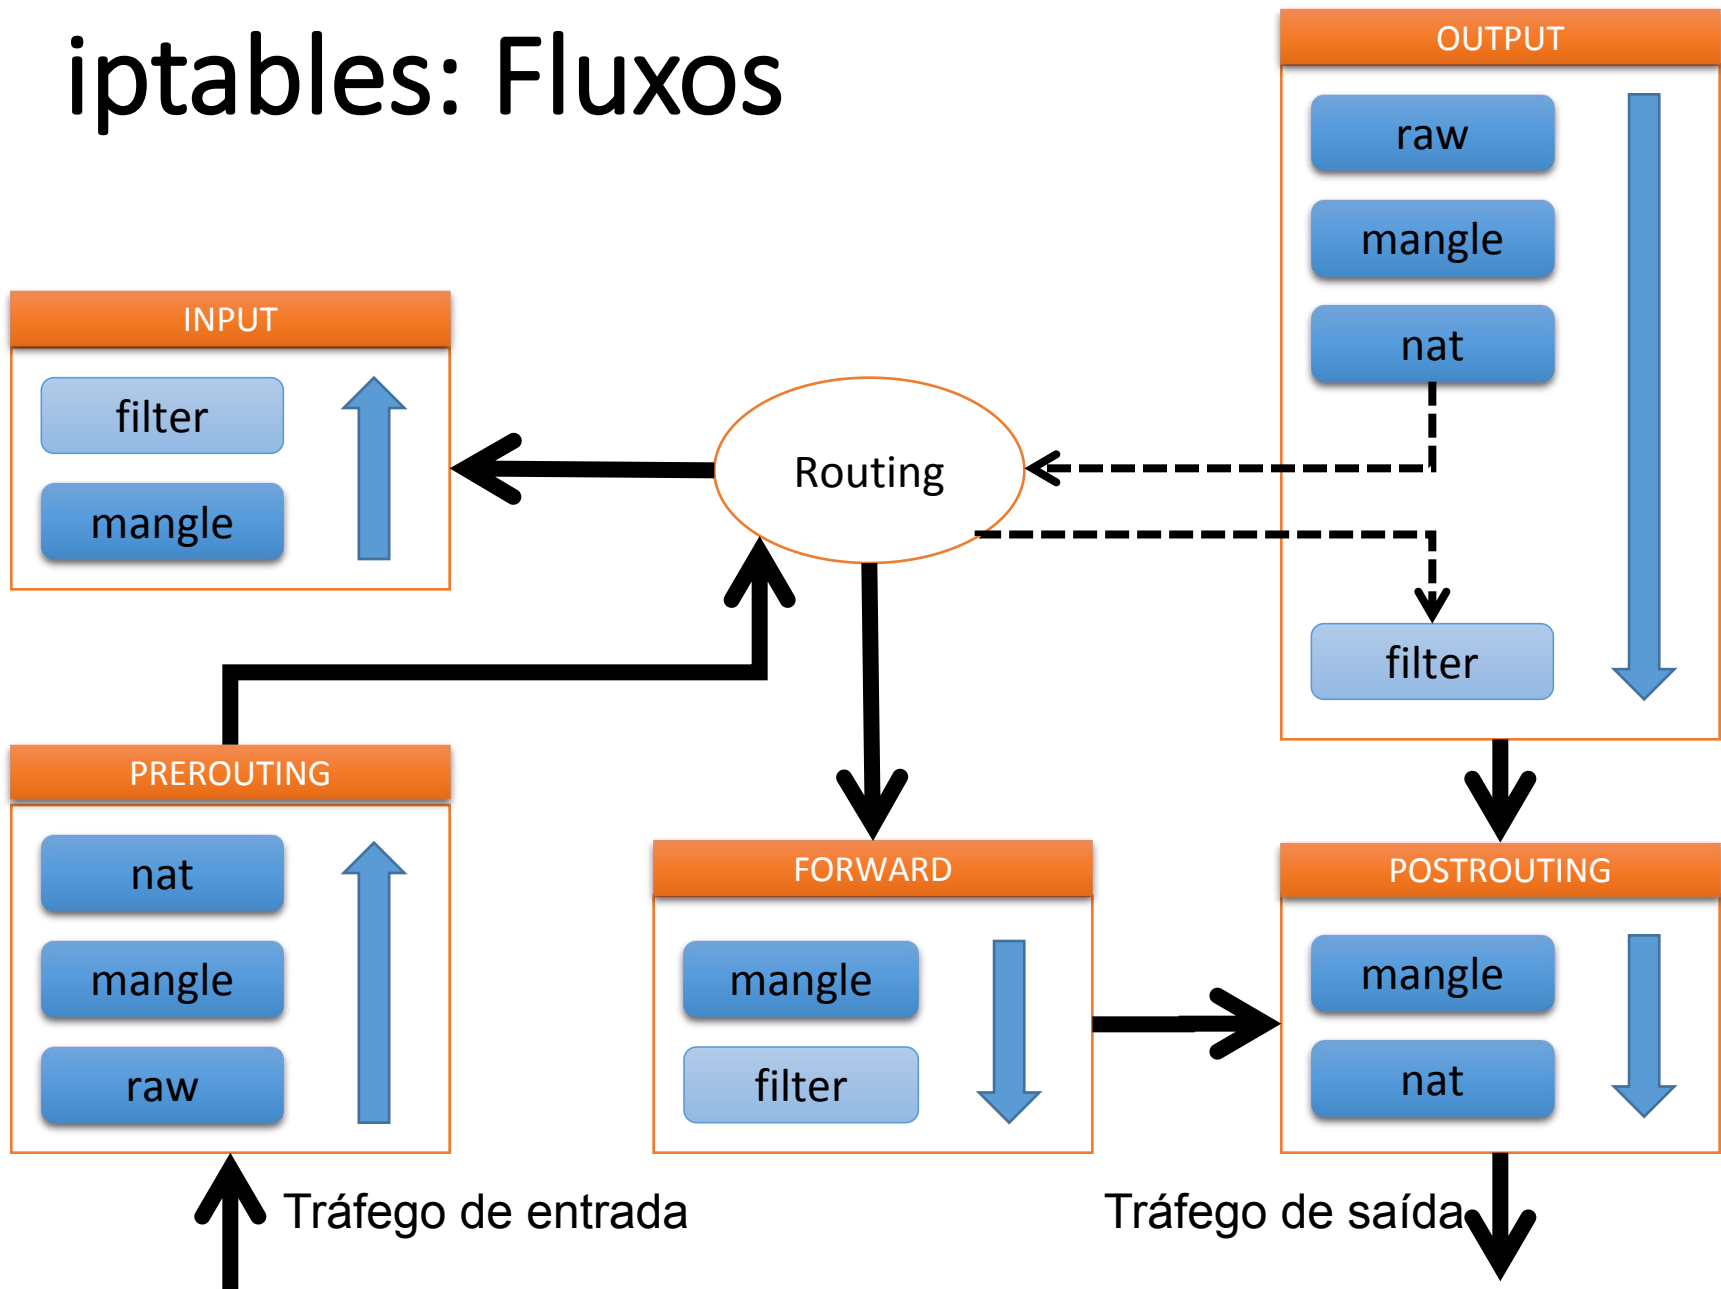 iptables: Fluxos
OUTPUT
raw
mangle
nat
filter
INPUT
filter
mangle
Routing
PREROUTING
nat
mangle
raw
FORWARD
mangle
filter
POSTROUTING
mangle
nat
Tráfego de entrada
Tráfego de saída